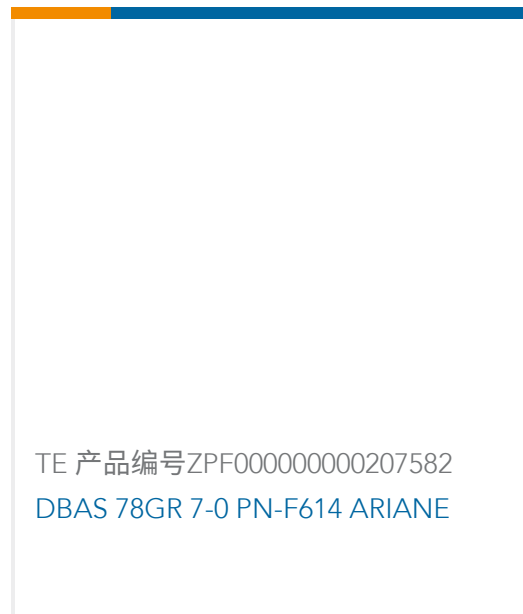 TE 产品编号ZPF000000000207582
DBAS 78GR 7-0 PN-F614 ARIANE